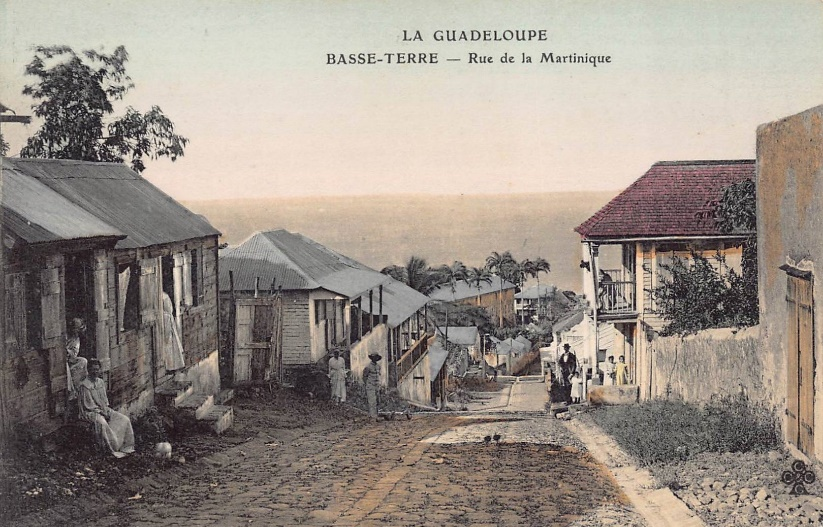 LA GUADELOUPE
BASSE-TERRE — Rue de la Martinique